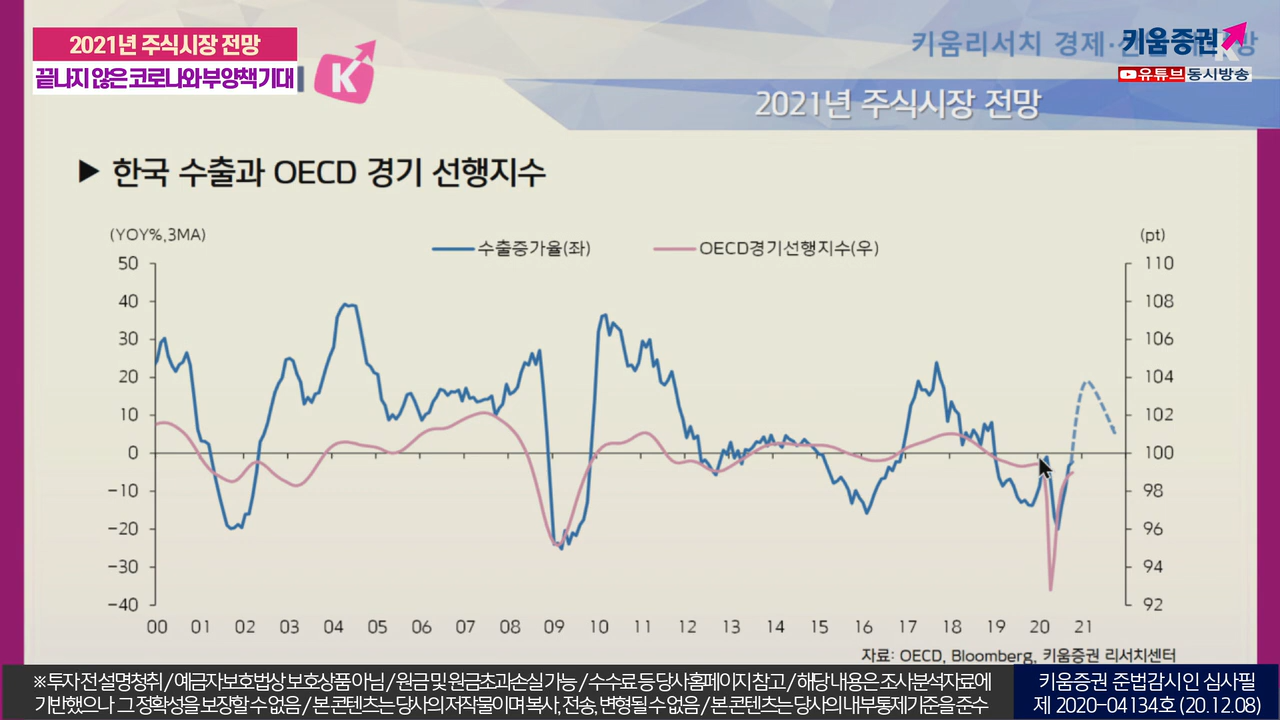 2021년 주식시장 전망
끝나지 않은 코로나와 부양책 기대
K
키움리서치 경제·
키움증권
유튜브 동시방송
2021년 주식시장 전망
▶ 한국 수출과 OECD 경기 선행지수
(YOY%,3MA)
수출증가율(좌)
OECD경기선행지수(우)
(pt)
50
40
30
20
10
0
-10
-20
-30
-40
110
108
106
104
102
100
98
96
94
92
00 01 02 03 04 05 06 07 08 09 10 11 12 13 14 15 16 17 18 19 20 21
자료: OECD, Bloomberg, 키움증권 리서치센터
※ 투자 전 설명청취 / 예금자보호법상 보호상품 아님 / 원금 및 원금초과손실 가능 / 수수료 등 당사홈페이지 참고 / 해당 내용은 조사분석자료에
기반했으나 그 정확성을 보장할 수 없음 / 본 콘텐츠는 당사의 저작물이며 복사, 전송, 변형될 수 없음 / 본 콘텐츠는 당사의 내부통제기준을 준수
키움증권 준법감시인 심사필
제 2020-04134호 (20.12.08)